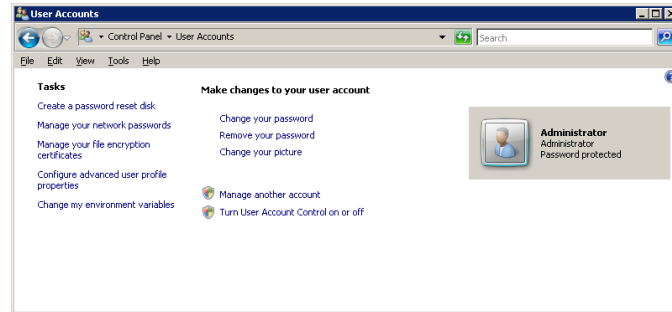 User Accounts
Control Panel
User Accounts
Search
File Edit View Tools Help
Tasks
Create a password reset disk
Manage your network passwords
Manage your file encryption
certificates
Configure advanced user profile
properties
Change my environment variables
Make changes to your user account
Change your password
Remove your password
Change your picture
Manage another account
Turn User Account Control on or off
Administrator
Administrator
Password protected